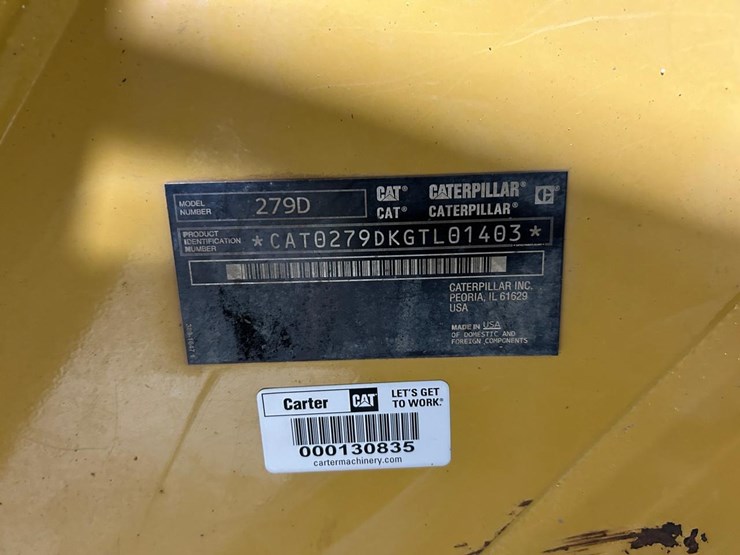 MODEL NUMBER 279D
CAT® CATERPILLAR®
CAT® CATERPILLAR®
PRODUCT
IDENTIFICATION
NUMBER
*CAT0279DKGTL01403*
CATERPILLAR INC.
PEORIA, IL 61629
USA
MADE IN USA
OF DOMESTIC AND
FOREIGN COMPONENTS
Carter CAT
LET'S GET
TO WORK.®
000130835
cartermachinery.com